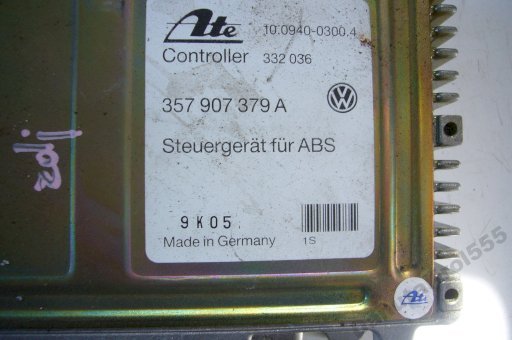 Ate 10.0940-0300.4
Controller 332 036
357 907 379 A
Steuergerät für ABS
9K05
Made in Germany 1S
Ate